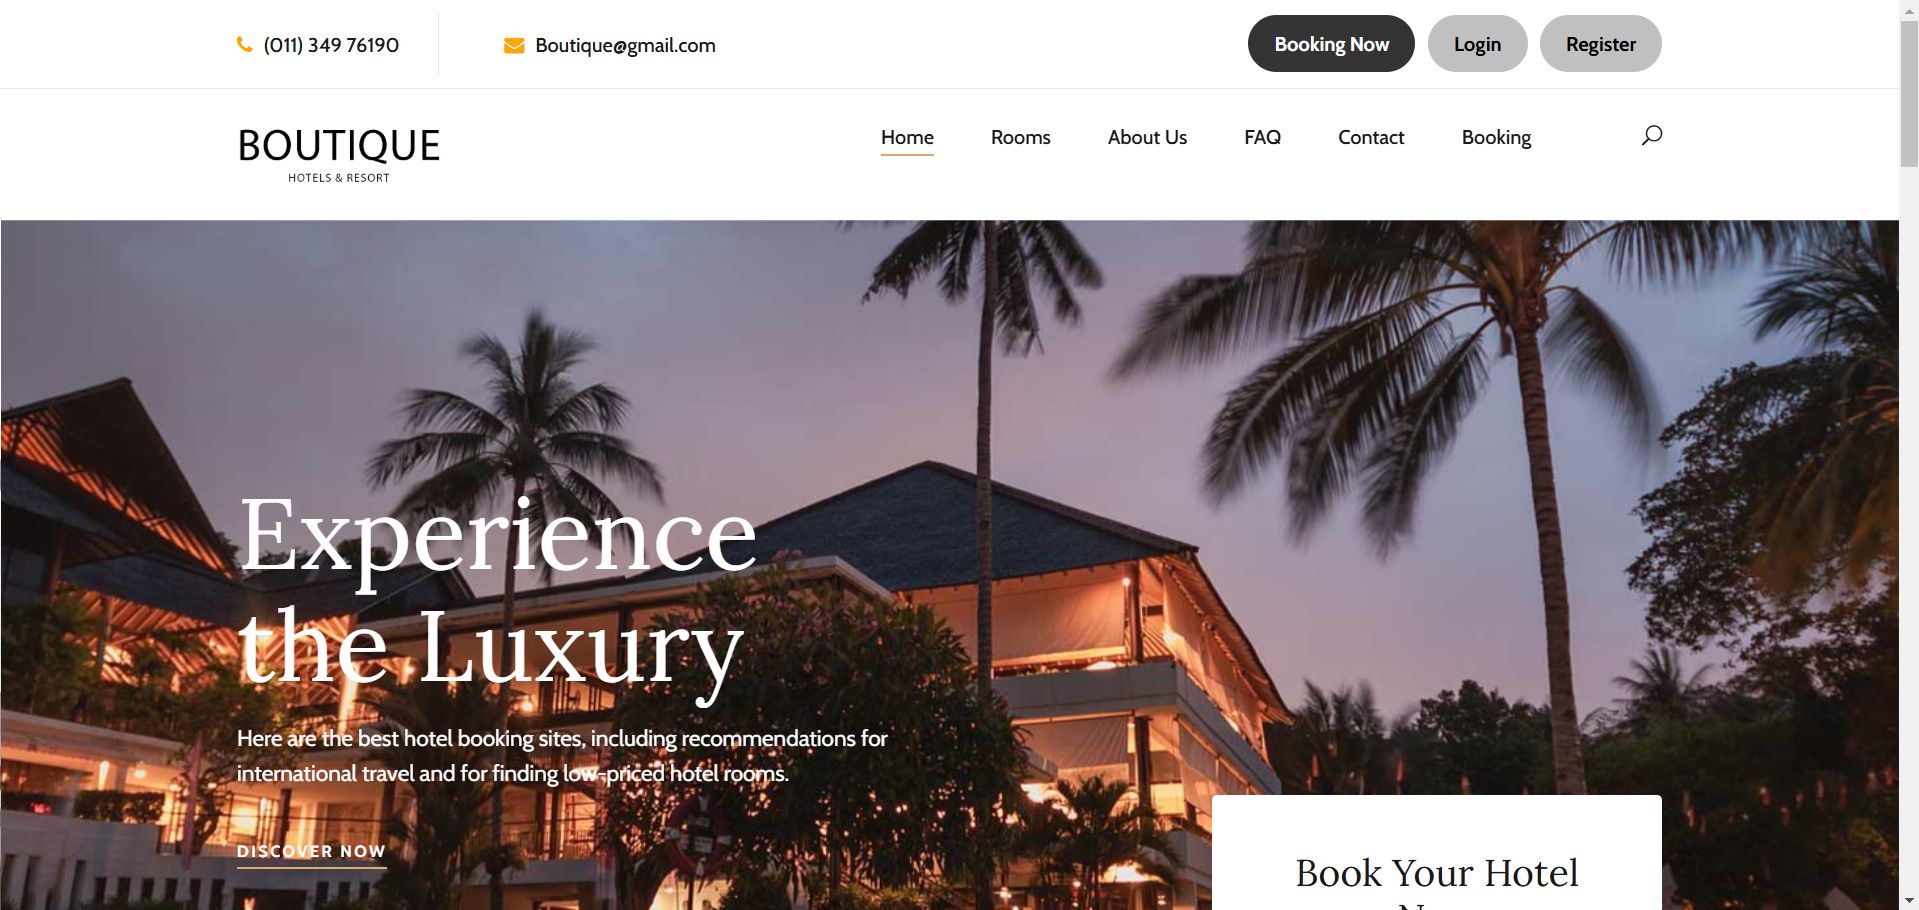 (011) 349 76190
Boutique@gmail.com
Booking Now
Login
Register
BOUTIQUE
HOTELS & RESORT
Home
Rooms
About Us
FAQ
Contact
Booking
Experience
the Luxury
Here are the best hotel booking sites, including recommendations for
international travel and for finding low-priced hotel rooms.
DISCOVER NOW
Book Your Hotel